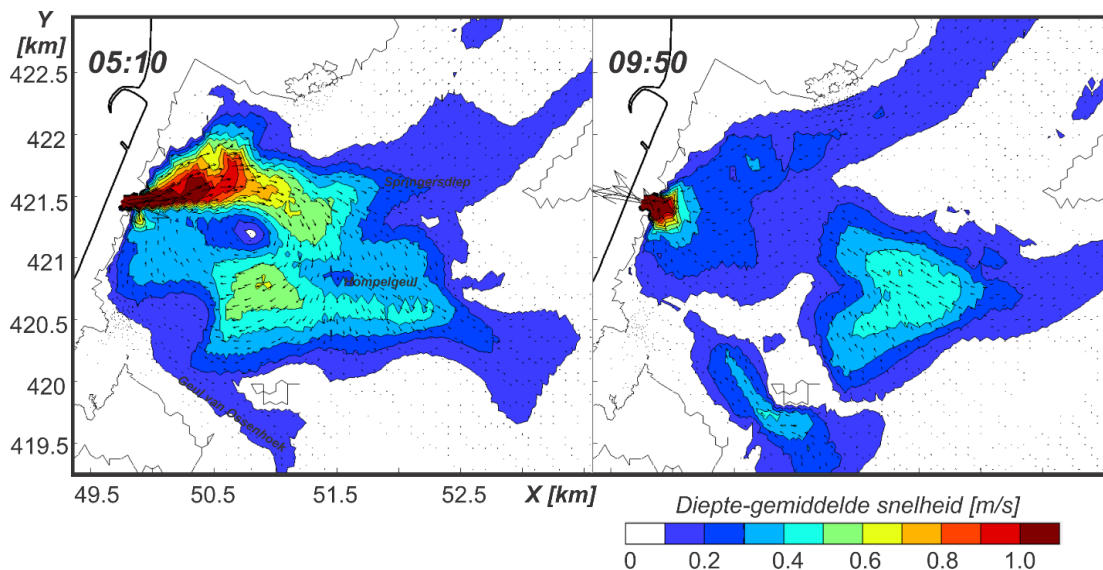 Y
[km]
05:10
09:50
422.5
422
421.5
421
420.5
420
419.5
Springersdiep
Hompelgeul
Geul van Ossenhoek
49.5
50.5
51.5
52.5
X [km]
Diepte-gemiddelde snelheid [m/s]
0
0.2
0.4
0.6
0.8
1.0